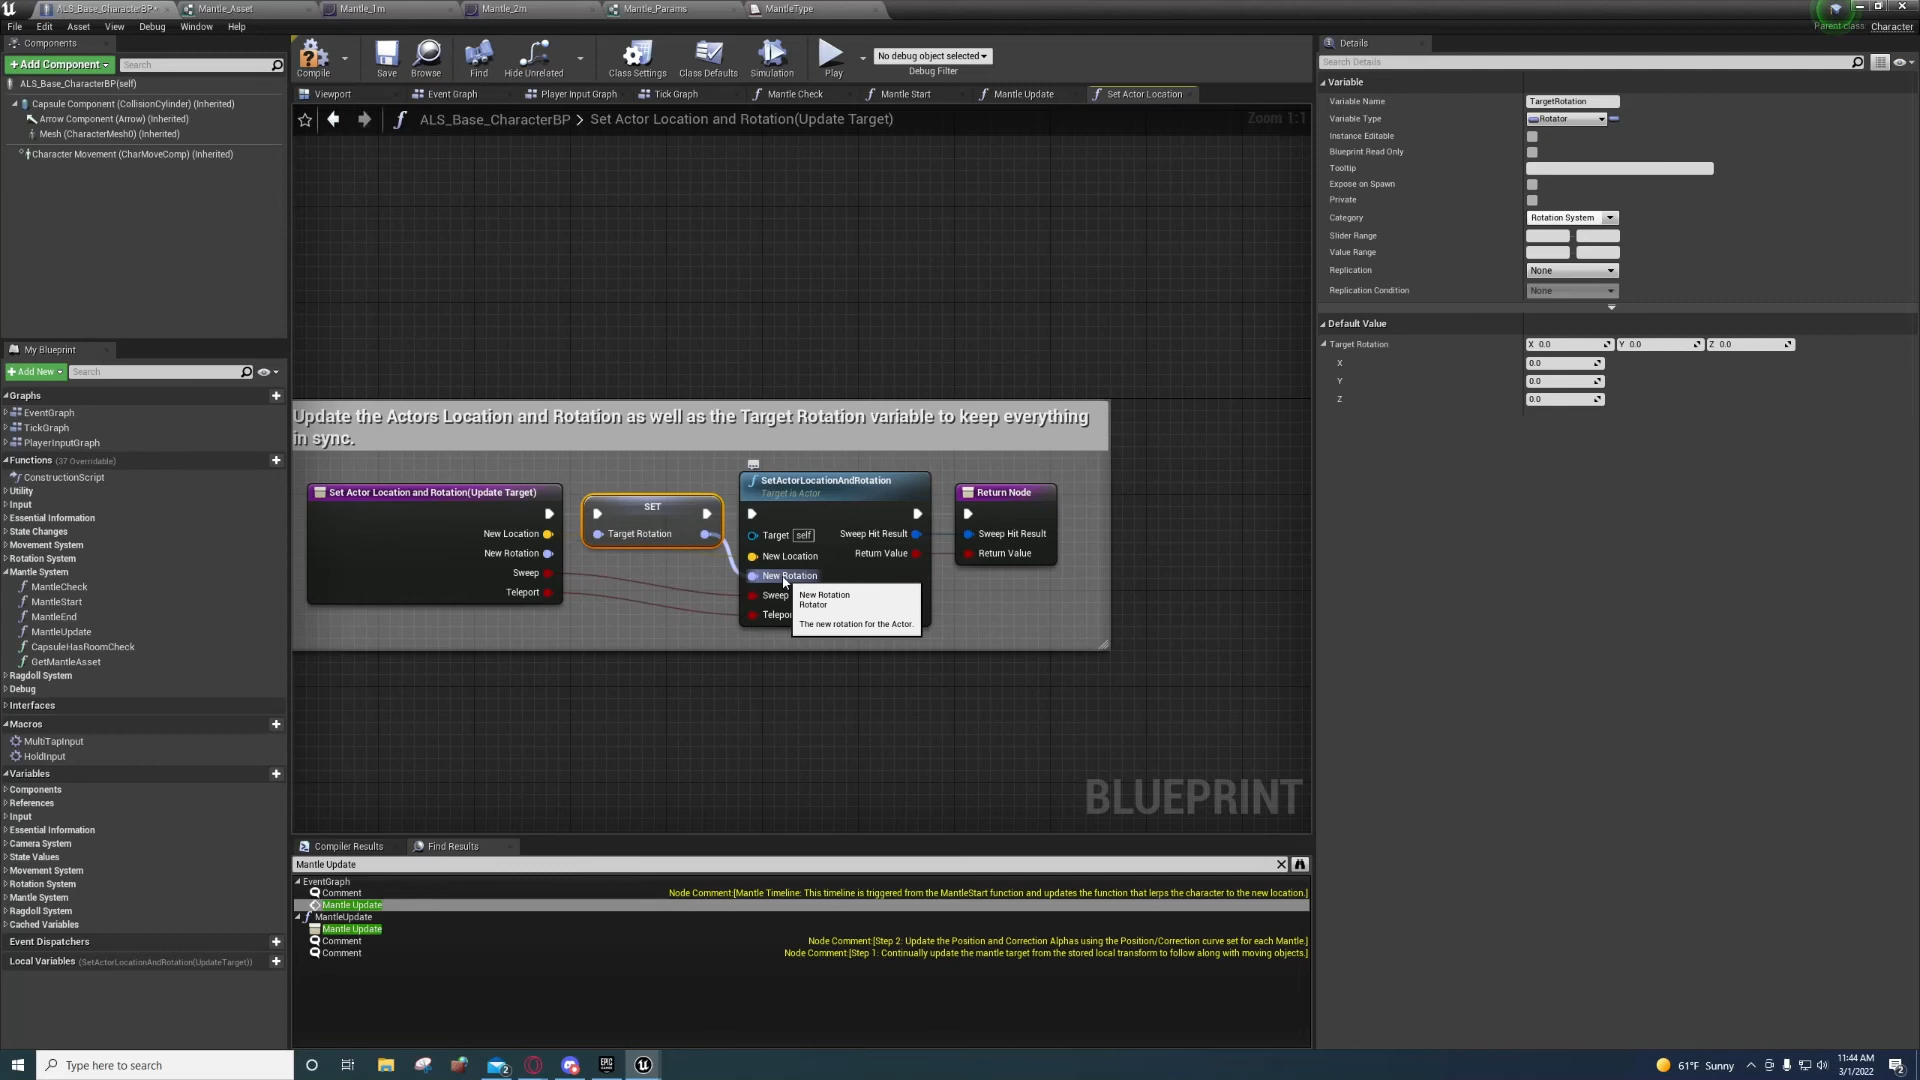 ALS_Base_CharacterBP*
Mantle_Asset
Mantle_1m
Mantle_2m
Mantle_Params
MantleType
File
Edit
Asset
View
Debug
Window
Help
Parent class: Character
Components
+Add Component
Search
ALS_Base_CharacterBP(self)
Capsule Component (CollisionCylinder) (Inherited)
Arrow Component (Arrow) (Inherited)
Mesh (CharacterMesh0) (Inherited)
Character Movement (CharMoveComp) (Inherited)
Compile
Save
Browse
Find
Hide Unrelated
Class Settings
Class Defaults
Simulation
Play
No debug object selected
Debug Filter
Viewport
Event Graph
Player Input Graph
Tick Graph
Mantle Check
Mantle Start
Mantle Update
Set Actor Location
ALS_Base_CharacterBP > Set Actor Location and Rotation(Update Target)
Zoom 1:1
Update the Actors Location and Rotation as well as the Target Rotation variable to keep everything
in sync.
Set Actor Location and Rotation(Update Target)
New Location
New Rotation
Sweep
Teleport
SET
Target Rotation
SetActorLocationAndRotation
Target is Actor
Target self
New Location
New Rotation
Sweep
Telepo
Sweep Hit Result
Return Value
Return Node
Sweep Hit Result
Return Value
New Rotation
Rotator
The new rotation for the Actor.
BLUEPRINT
My Blueprint
+Add New
Search
Graphs
EventGraph
TickGraph
PlayerInputGraph
Functions (37 Overridable)
ConstructionScript
Utility
Input
Essential Information
State Changes
Movement System
Rotation System
Mantle System
MantleCheck
MantleStart
MantleEnd
MantleUpdate
CapsuleHasRoomCheck
GetMantleAsset
Ragdoll System
Debug
Interfaces
Macros
MultiTapInput
HoldInput
Variables
Components
References
Input
Essential Information
Camera System
State Values
Movement System
Rotation System
Mantle System
Ragdoll System
Cached Variables
Event Dispatchers
Local Variables (SetActorLocationAndRotation(UpdateTarget))
Compiler Results
Find Results
Mantle Update
EventGraph
Comment
Node Comment:[Mantle Timeline: This timeline is triggered from the MantleStart function and updates the function that lerps the character to the new location.]
Mantle Update
MantleUpdate
Mantle Update
Comment
Node Comment:[Step 2: Update the Position and Correction Alphas using the Position/Correction curve set for each Mantle.]
Comment
Node Comment:[Step 1: Continually update the mantle target from the stored local transform to follow along with moving objects.]
Details
Search Details
Variable
Variable Name
TargetRotation
Variable Type
Rotator
Instance Editable
Blueprint Read Only
Tooltip
Expose on Spawn
Private
Category
Rotation System
Slider Range
Value Range
Replication
None
Replication Condition
None
Default Value
Target Rotation
X 0.0
Y 0.0
Z 0.0
X
0.0
Y
0.0
Z
0.0
Type here to search
2
EPIC GAMES
61°F Sunny
11:44 AM
3/1/2022
2